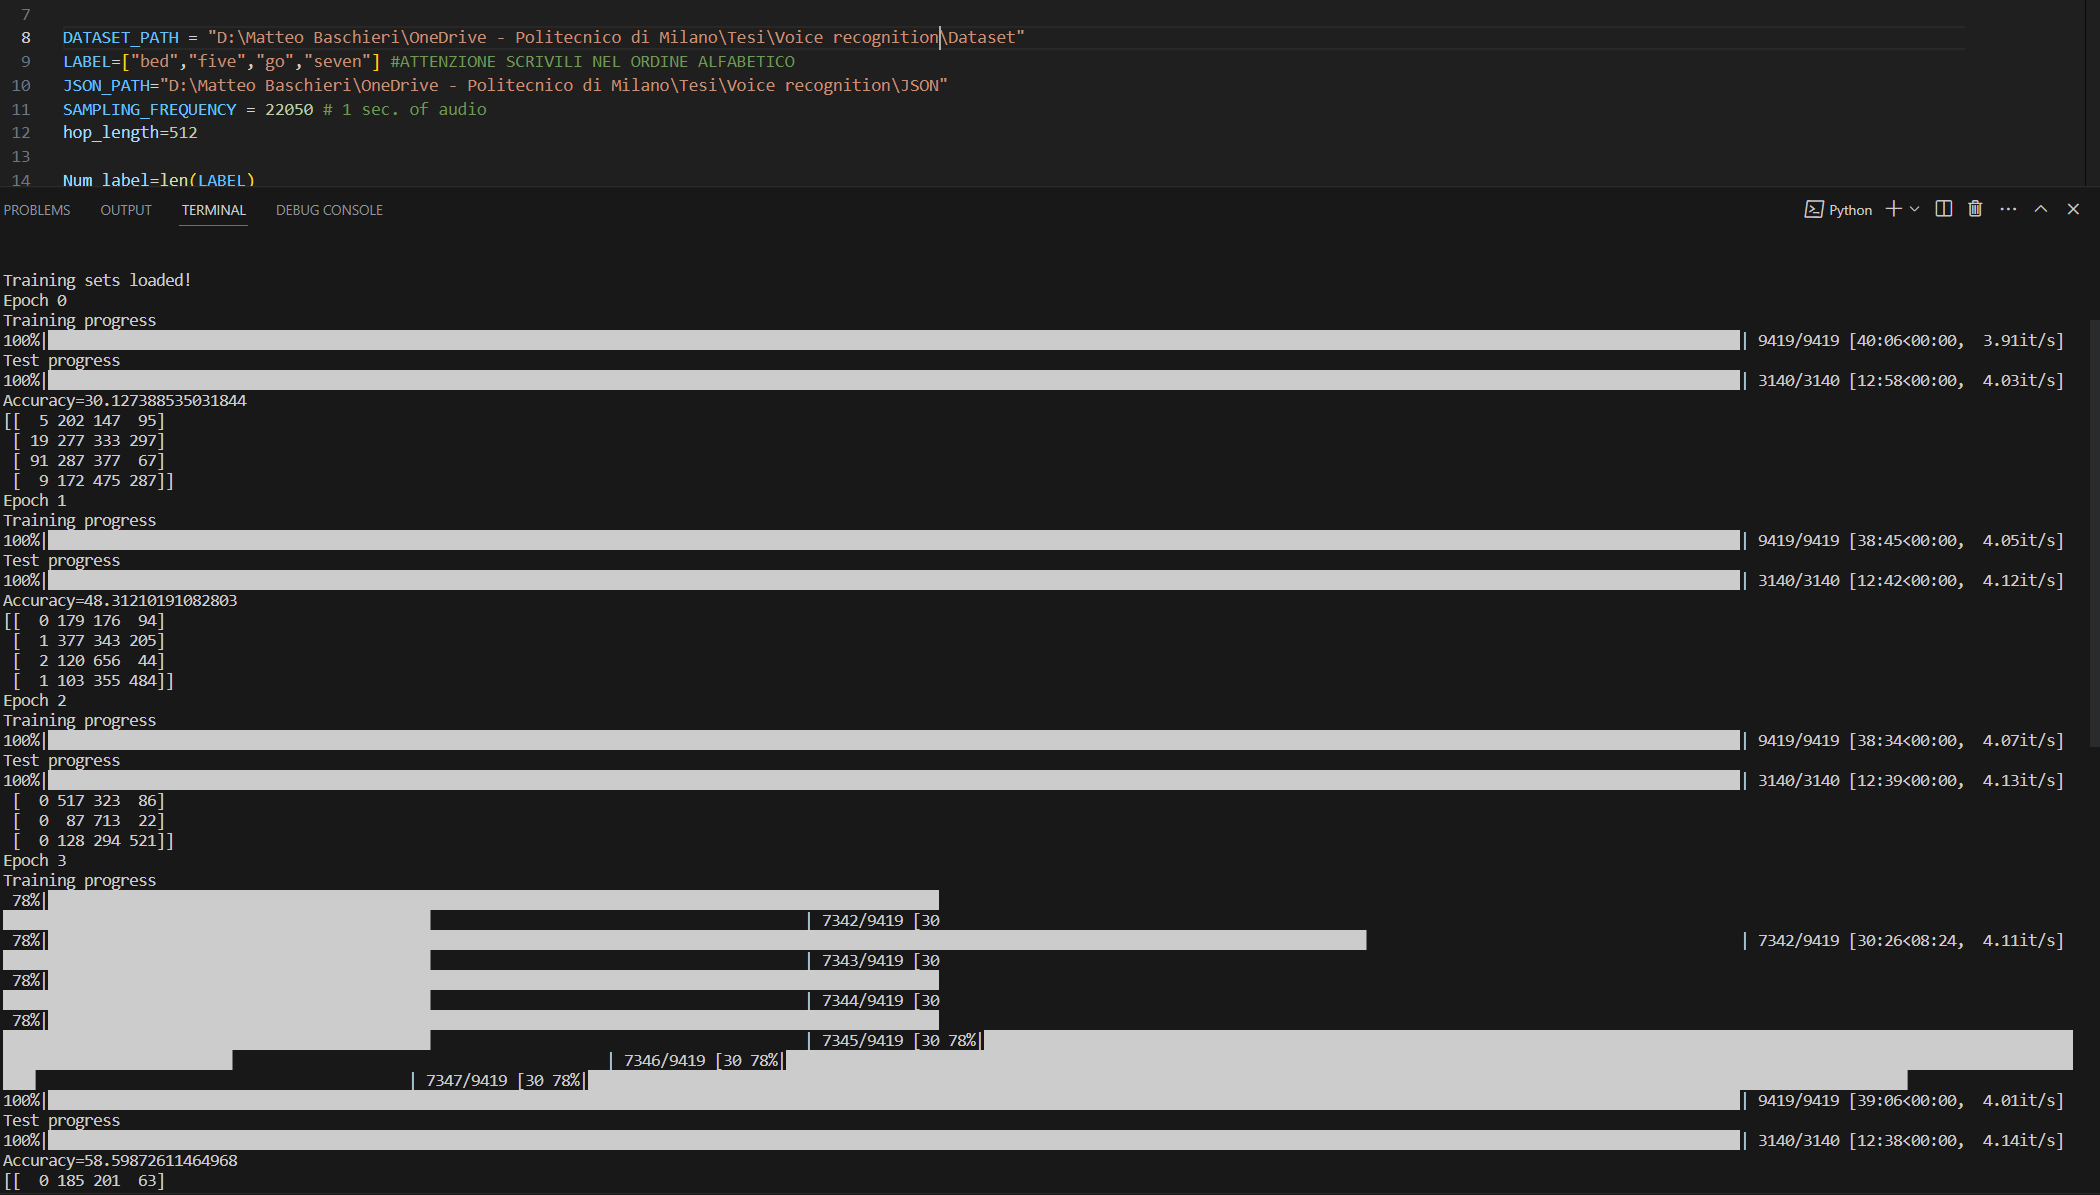 7
8 DATASET_PATH = "D:\Matteo Baschieri\OneDrive - Politecnico di Milano\Tesi\Voice recognition\Dataset"
9 LABEL=["bed","five","go","seven"] #ATTENZIONE SCRIVILI NEL ORDINE ALFABETICO
10 JSON_PATH="D:\Matteo Baschieri\OneDrive - Politecnico di Milano\Tesi\Voice recognition\JSON"
11 SAMPLING_FREQUENCY = 22050 # 1 sec. of audio
12 hop_length=512
13
14 Num_label=len(LABEL)
PROBLEMS OUTPUT TERMINAL DEBUG CONSOLE Python
Training sets loaded!
Epoch 0
Training progress
100%| | 9419/9419 [40:06<00:00, 3.91it/s]
Test progress
100%| | 3140/3140 [12:58<00:00, 4.03it/s]
Accuracy=30.127388535031844
[[ 5 202 147 95]
[ 19 277 333 297]
[ 91 287 377 67]
[ 9 172 475 287]]
Epoch 1
Training progress
100%| | 9419/9419 [38:45<00:00, 4.05it/s]
Test progress
100%| | 3140/3140 [12:42<00:00, 4.12it/s]
Accuracy=48.31210191082803
[[ 0 179 176 94]
[ 1 377 343 205]
[ 2 120 656 44]
[ 1 103 355 484]]
Epoch 2
Training progress
100%| | 9419/9419 [38:34<00:00, 4.07it/s]
Test progress
100%| | 3140/3140 [12:39<00:00, 4.13it/s]
[ 0 517 323 86]
[ 0 87 713 22]
[ 0 128 294 521]]
Epoch 3
Training progress
78%|
| 7342/9419 [30
78%| | 7342/9419 [30:26<08:24, 4.11it/s]
| 7343/9419 [30
78%|
| 7344/9419 [30
78%|
| 7345/9419 [30 78%|
| 7346/9419 [30 78%|
| 7347/9419 [30 78%|
100%| | 9419/9419 [39:06<00:00, 4.01it/s]
Test progress
100%| | 3140/3140 [12:38<00:00, 4.14it/s]
Accuracy=58.59872611464968
[[ 0 185 201 63]